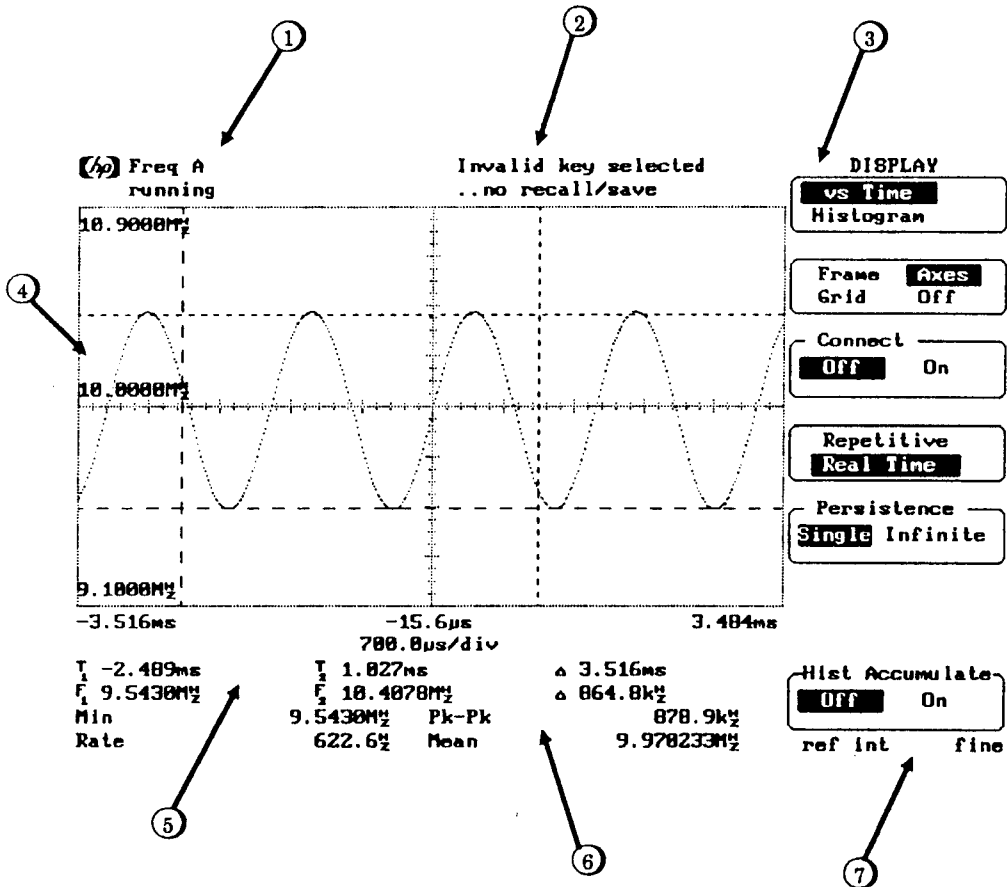 1
2
3
hp Freq A
running
Invalid key selected
..no recall/save
DISPLAY
vs Time
Histogram
10.9000MHz
Frame Axes
Grid Off
4
Connect
Off On
10.0000MHz
Repetitive
Real Time
Persistence
Single Infinite
9.1000MHz
-3.516ms -15.6µs 3.484ms
700.0µs/div
T1 -2.489ms T2 1.027ms Δ 3.516ms
F1 9.5430MHz F2 10.4078MHz Δ 864.8kHz
Min 9.5430MHz Pk-Pk 878.9kHz
Rate 622.6Hz Mean 9.970233MHz
Hist Accumulate
Off On
ref int fine
5
6
7